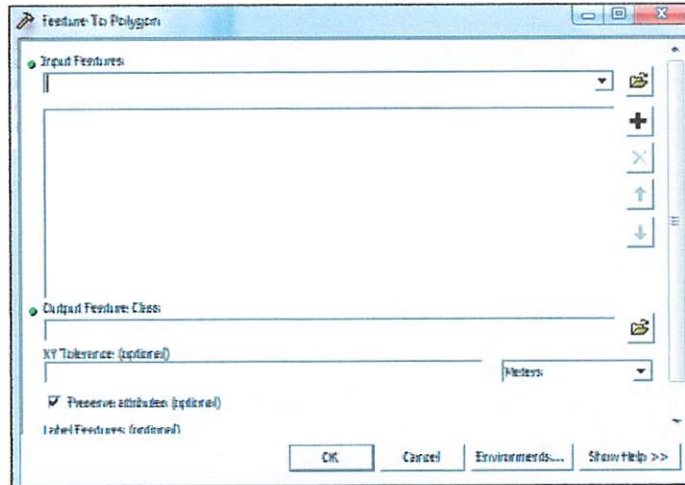 Feature To Polygon
Input Features
Output Feature Class
XY Tolerance (optional)
Meters
Preserve attributes (optional)
Label Features (optional)
OK Cancel Environments... Show Help >>